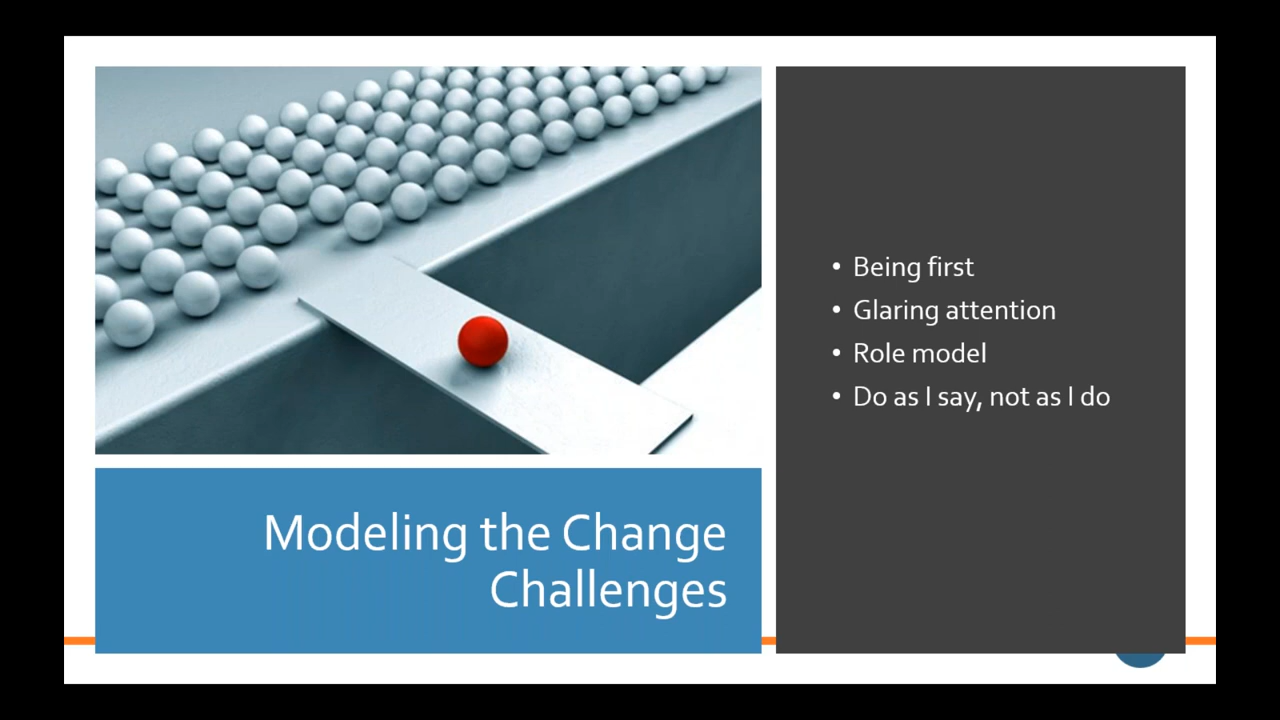 Modeling the Change
Challenges
• Being first
• Glaring attention
• Role model
• Do as I say, not as I do